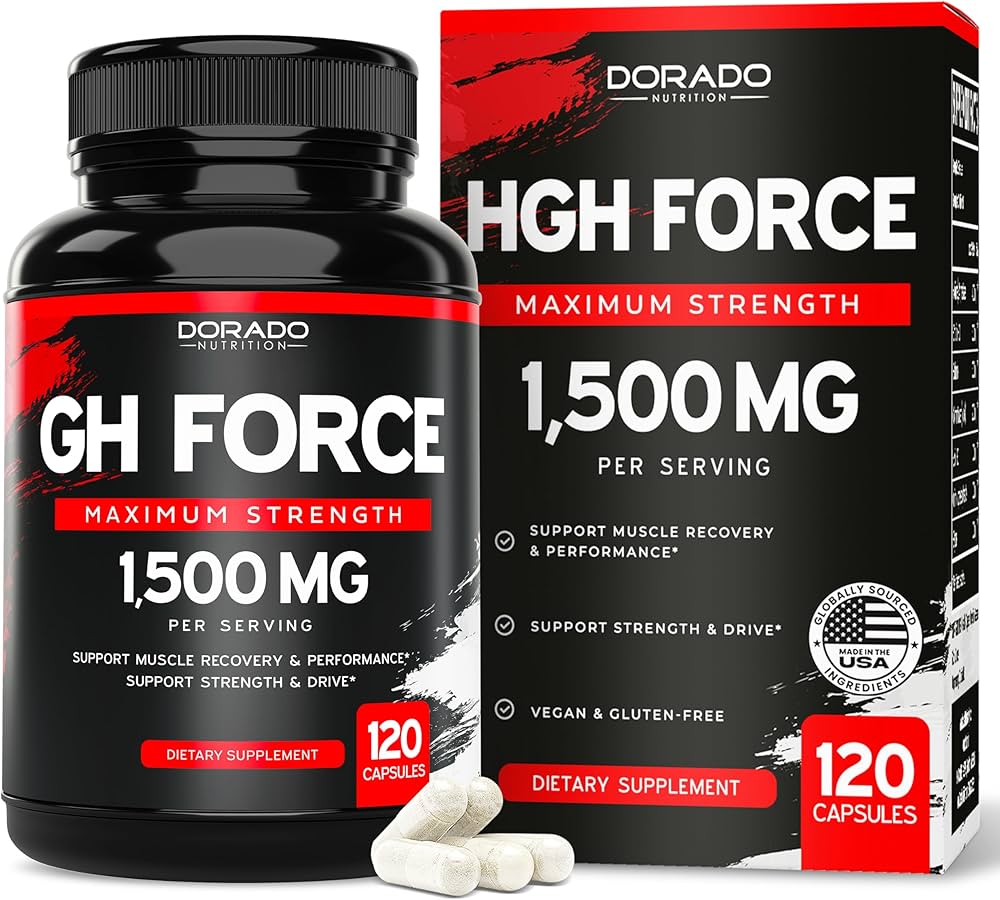 DORADO
NUTRITION
GH FORCE
MAXIMUM STRENGTH
1,500 MG
PER SERVING
SUPPORT MUSCLE RECOVERY & PERFORMANCE*
SUPPORT STRENGTH & DRIVE*
DIETARY SUPPLEMENT
120
CAPSULES
DORADO
NUTRITION
HGH FORCE
MAXIMUM STRENGTH
1,500 MG
PER SERVING
SUPPORT MUSCLE RECOVERY
& PERFORMANCE*
SUPPORT STRENGTH & DRIVE*
VEGAN & GLUTEN-FREE
GLOBALLY SOURCED
MADE IN THE
USA
INGREDIENTS
DIETARY SUPPLEMENT
120
CAPSULES